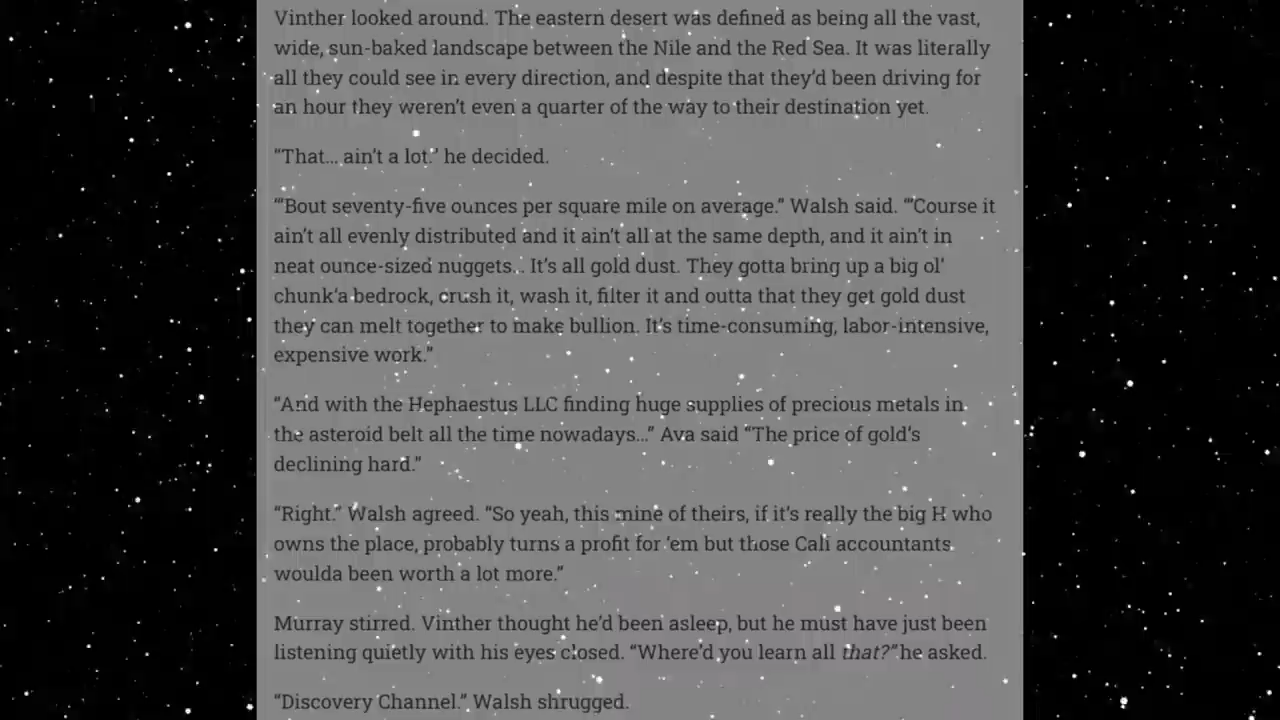 Vinther looked around. The eastern desert was defined as being all the vast,
wide, sun-baked landscape between the Nile and the Red Sea. It was literally
all they could see in every direction, and despite that they’d been driving for
an hour they weren’t even a quarter of the way to their destination yet.
“That… ain’t a lot.” he decided.
“‘Bout seventy-five ounces per square mile on average.” Walsh said. “‘Course it
ain’t all evenly distributed and it ain’t all at the same depth, and it ain’t in
neat ounce-sized nuggets… It’s all gold dust. They gotta bring up a big ol’
chunk’a bedrock, crush it, wash it, filter it and outta that they get gold dust
they can melt together to make bullion. It’s time-consuming, labor-intensive,
expensive work.”
“And with the Hephaestus LLC finding huge supplies of precious metals in
the asteroid belt all the time nowadays…” Ava said “The price of gold’s
declining hard.”
“Right.” Walsh agreed. “So yeah, this mine of theirs, if it’s really the big H who
owns the place, probably turns a profit for ‘em but those Cali accountants
woulda been worth a lot more.”
Murray stirred. Vinther thought he’d been asleep, but he must have just been
listening quietly with his eyes closed. “Where’d you learn all that?” he asked.
“Discovery Channel.” Walsh shrugged.